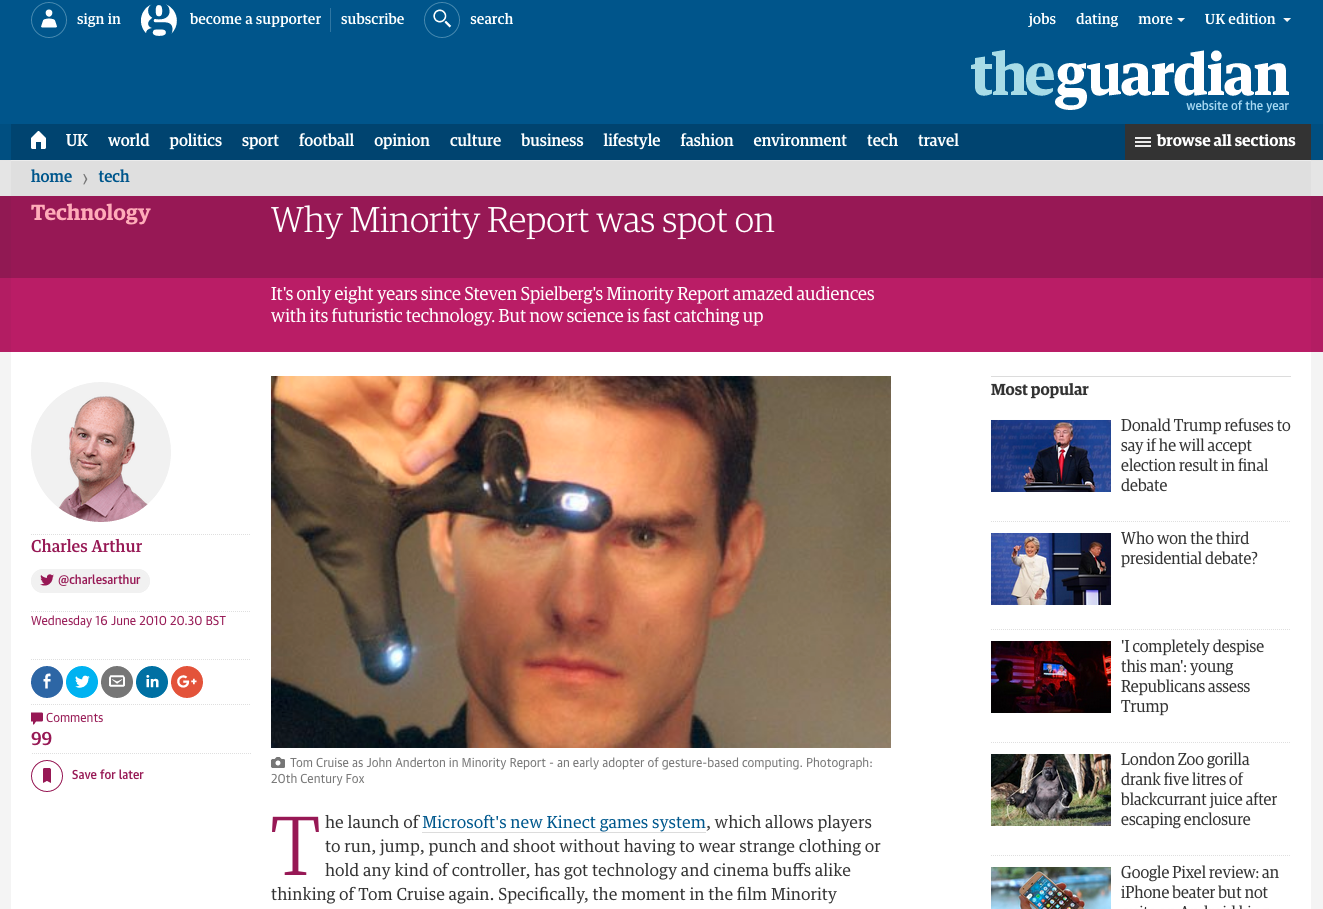 sign in
become a supporter
subscribe
search
jobs
dating
more
UK edition
theguardian
website of the year
UK
world
politics
sport
football
opinion
culture
business
lifestyle
fashion
environment
tech
travel
browse all sections
home
tech
Technology
Why Minority Report was spot on
It's only eight years since Steven Spielberg's Minority Report amazed audiences
with its futuristic technology. But now science is fast catching up
Charles Arthur
@charlesarthur
Wednesday 16 June 2010 20.30 BST
Comments
99
Save for later
Tom Cruise as John Anderton in Minority Report - an early adopter of gesture-based computing. Photograph:
20th Century Fox
The launch of Microsoft's new Kinect games system, which allows players
to run, jump, punch and shoot without having to wear strange clothing or
hold any kind of controller, has got technology and cinema buffs alike
thinking of Tom Cruise again. Specifically, the moment in the film Minority
Most popular
Donald Trump refuses to
say if he will accept
election result in final
debate
Who won the third
presidential debate?
'I completely despise
this man': young
Republicans assess
Trump
London Zoo gorilla
drank five litres of
blackcurrant juice after
escaping enclosure
Google Pixel review: an
iPhone beater but not